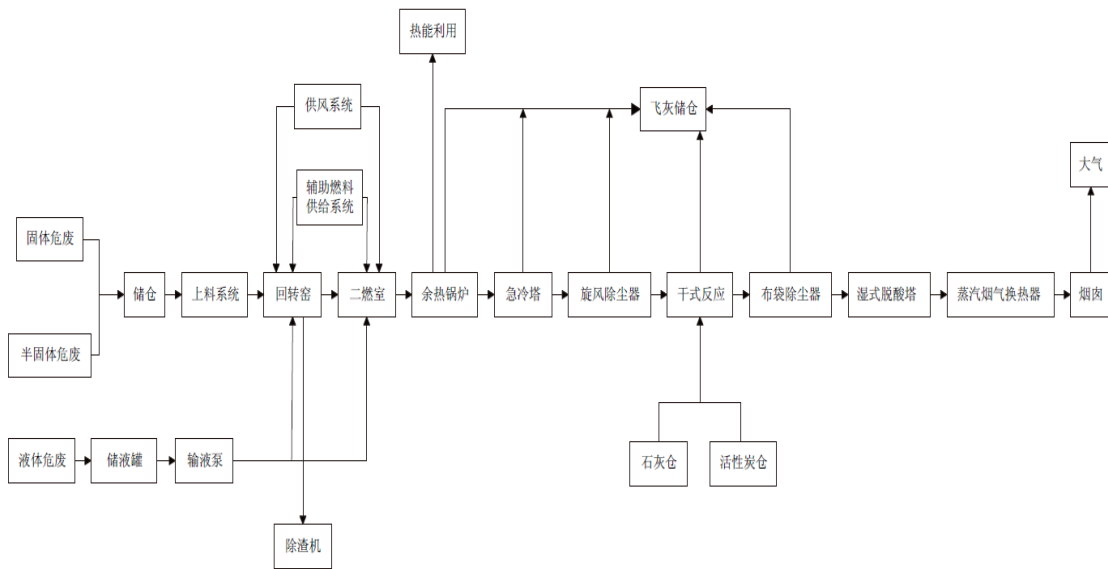 热能利用
供风系统
飞灰储仓
大气
辅助燃料
供给系统
固体危废
储仓
上料系统
回转窑
二燃室
余热锅炉
急冷塔
旋风除尘器
干式反应
布袋除尘器
湿式脱酸塔
蒸汽烟气换热器
烟囱
半固体危废
液体危废
储液罐
输液泵
石灰仓
活性炭仓
除渣机